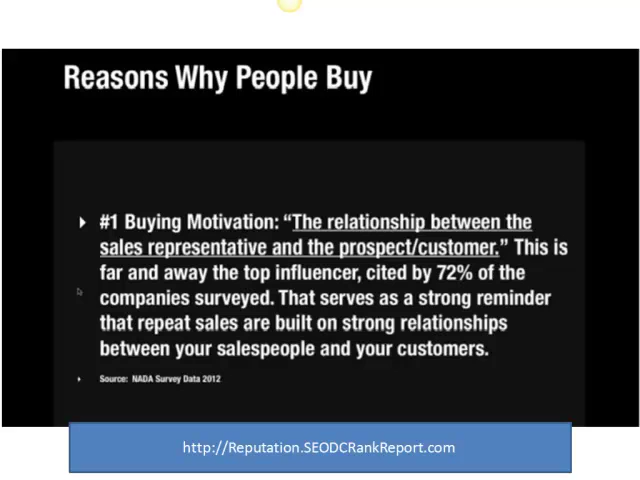 Reasons Why People Buy
#1 Buying Motivation: “The relationship between the
sales representative and the prospect/customer.” This is
far and away the top influencer, cited by 72% of the
companies surveyed. That serves as a strong reminder
that repeat sales are built on strong relationships
between your salespeople and your customers.
Source: NADA Survey Data 2012
http://Reputation.SEODCRankReport.com